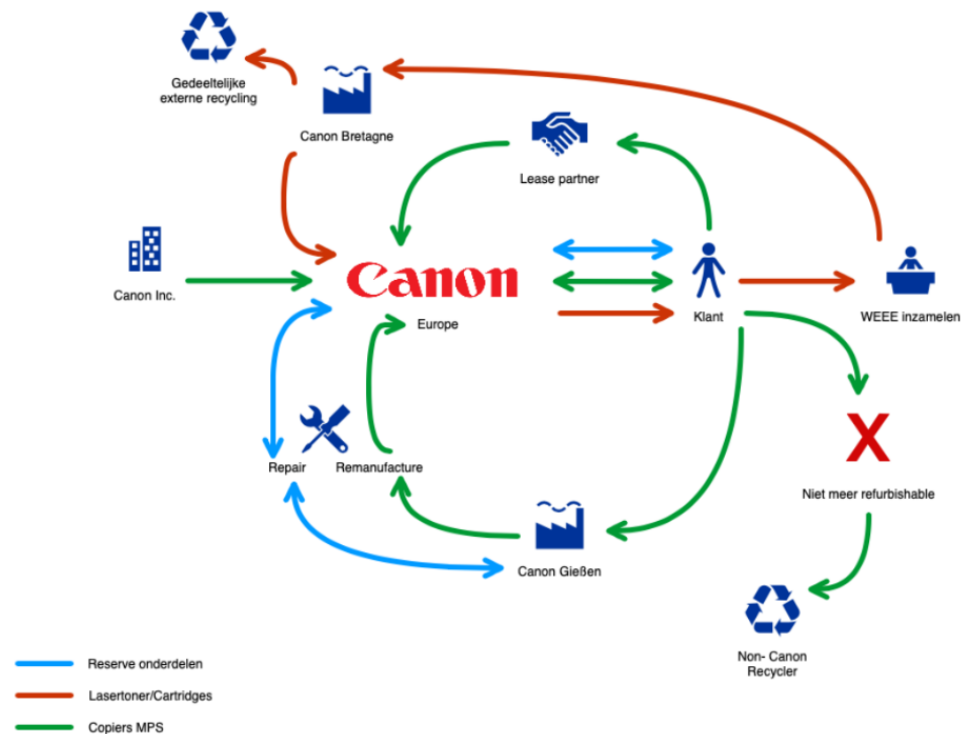 Gedeeltelijke
externe recycling
Canon Bretagne
Lease partner
Canon Inc.
Canon
Europe
Klant
WEEE inzamelen
Repair
Remanufacture
X
Niet meer refurbishable
Canon Gießen
Non- Canon
Recycler
Reserve onderdelen
Lasertoner/Cartridges
Copiers MPS